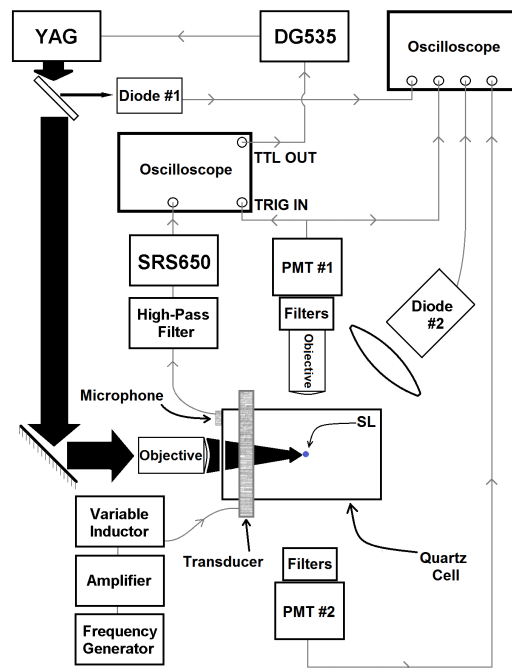 YAG
DG535
Oscilloscope
Diode #1
Oscilloscope
TTL OUT
TRIG IN
SRS650
PMT #1
High-Pass
Filter
Filters
Objective
Diode
#2
Microphone
SL
Objective
Variable
Inductor
Transducer
Quartz
Cell
Amplifier
Filters
PMT #2
Frequency
Generator